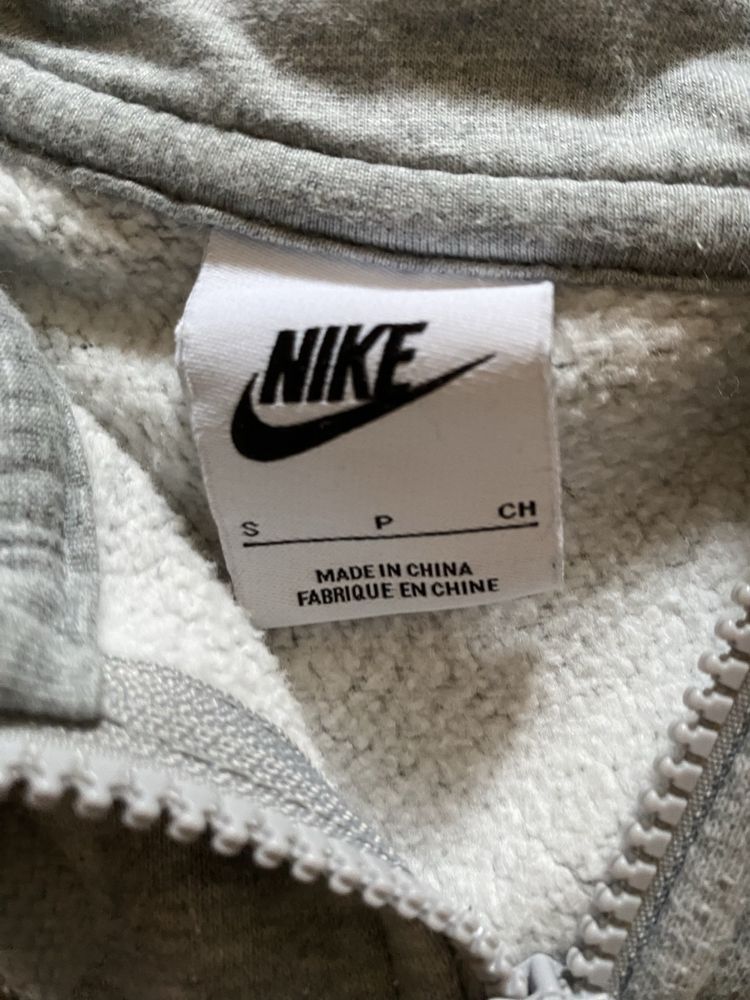 NIKE
S P CH
MADE IN CHINA
FABRIQUE EN CHINE